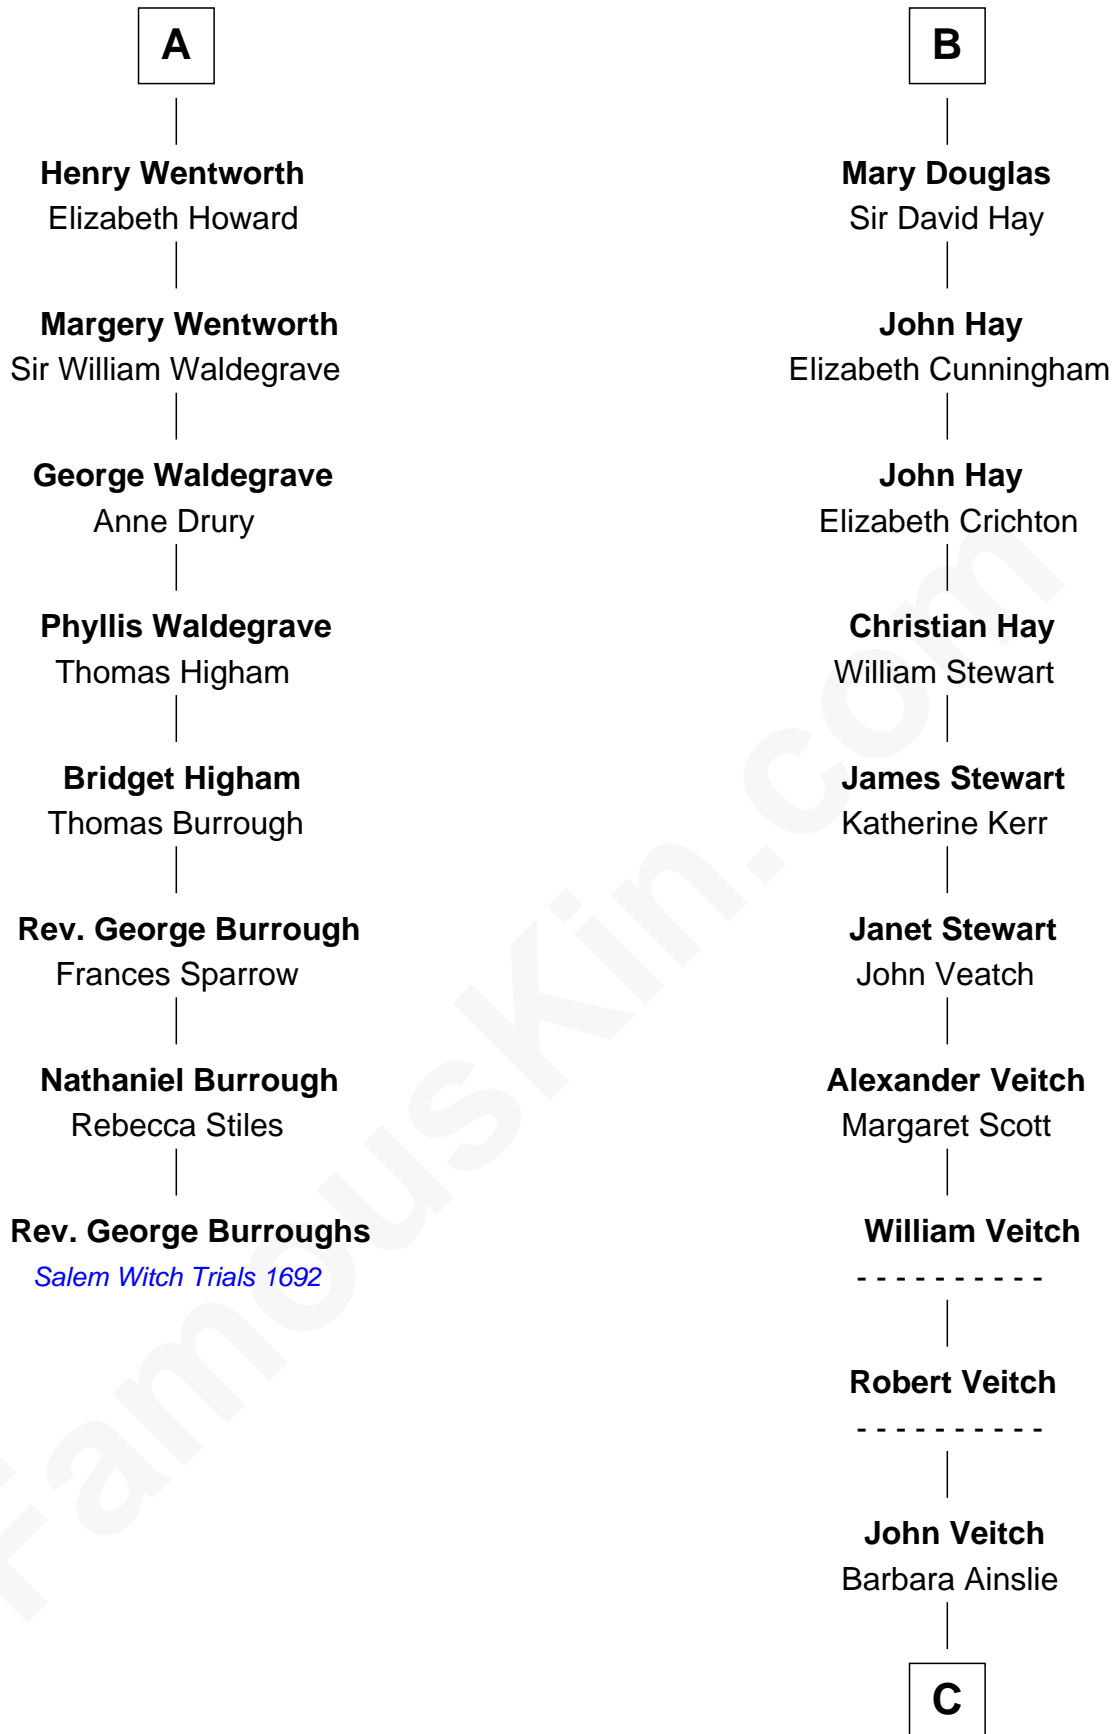 A
Henry Wentworth
Elizabeth Howard
Margery Wentworth
Sir William Waldegrave
George Waldegrave
Anne Drury
Phyllis Waldegrave
Thomas Higham
Bridget Higham
Thomas Burrough
Rev. George Burrough
Frances Sparrow
Nathaniel Burrough
Rebecca Stiles
Rev. George Burroughs
Salem Witch Trials 1692
B
Mary Douglas
Sir David Hay
John Hay
Elizabeth Cunningham
John Hay
Elizabeth Crichton
Christian Hay
William Stewart
James Stewart
Katherine Kerr
Janet Stewart
John Veatch
Alexander Veitch
Margaret Scott
William Veitch
- - - - - - - - - -
Robert Veitch
- - - - - - - - - -
John Veitch
Barbara Ainslie
C
FamousKin.com